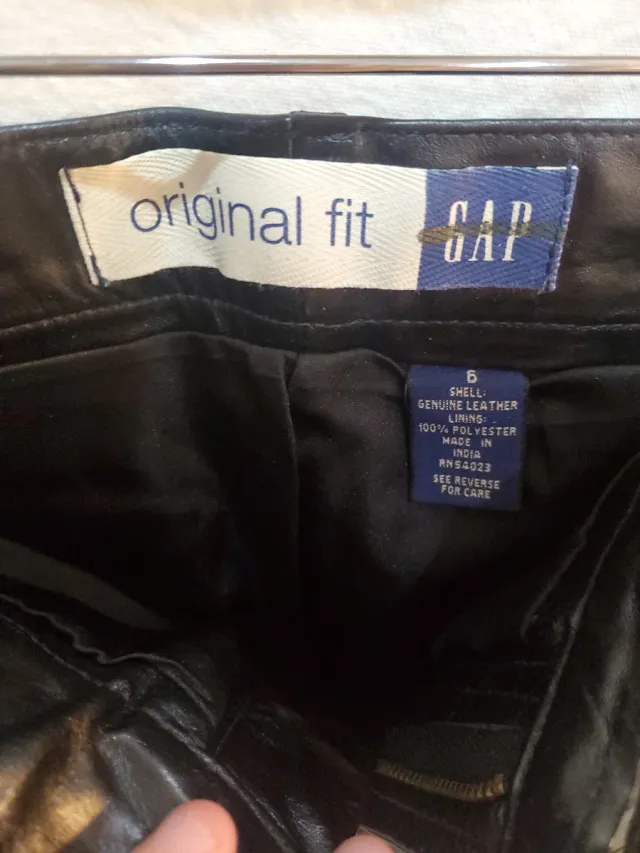 original fit GAP
6
SHELL:
GENUINE LEATHER
LINING:
100% POLYESTER
MADE IN
INDIA
RN54023
SEE REVERSE
FOR CARE